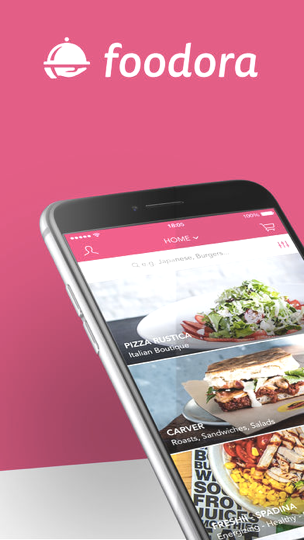 foodora
18:05
100%
HOME
e.g. Japanese, Burgers...
PIZZA RUSTICA
Italian Boutique
CARVER
Roasts, Sandwiches, Salads
FRESHII - SPADINA
Energizing - Healthy -